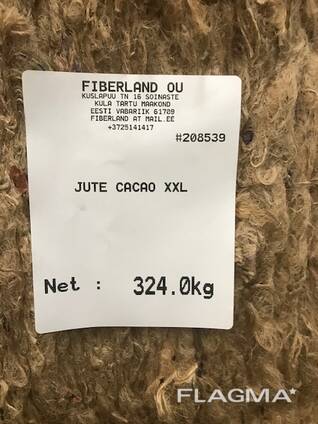 FIBERLAND OU
KUSLAPUU TN 16 SOINASTE
KULA TARTU MAAKOND
EESTI VABARIIK 61709
FIBERLAND AT MAIL.EE
+3725141417
#208539
JUTE CACAO XXL
Net : 324.0kg
FLAGMA